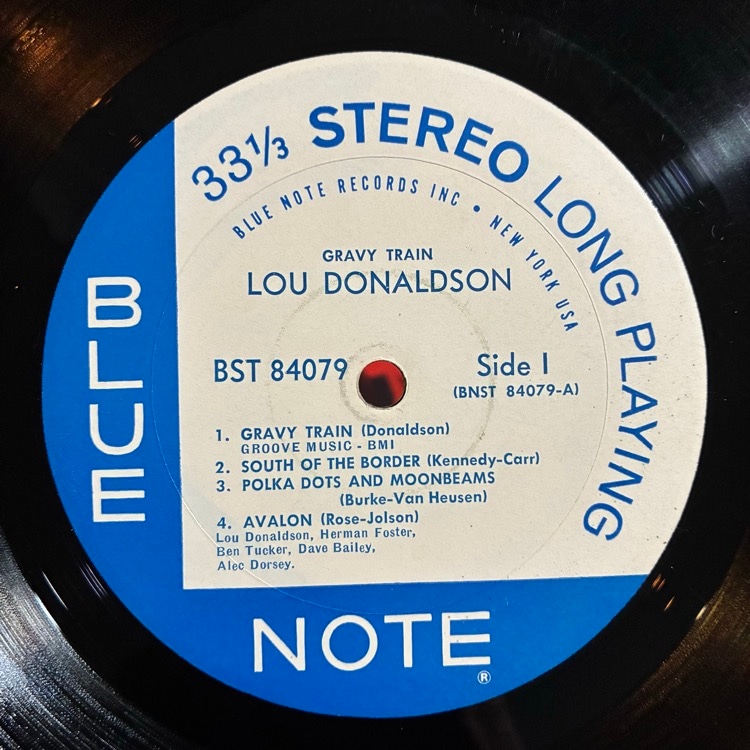 33⅓ STEREO LONG PLAYING
BLUE NOTE RECORDS INC • NEW YORK USA
GRAVY TRAIN
LOU DONALDSON
BST 84079
Side I
(BNST 84079-A)
1. GRAVY TRAIN (Donaldson)
GROOVE MUSIC - BMI
2. SOUTH OF THE BORDER (Kennedy-Carr)
3. POLKA DOTS AND MOONBEAMS
(Burke-Van Heusen)
4. AVALON (Rose-Jolson)
Lou Donaldson, Herman Foster,
Ben Tucker, Dave Bailey,
Alec Dorsey.
BLUE
NOTE
®